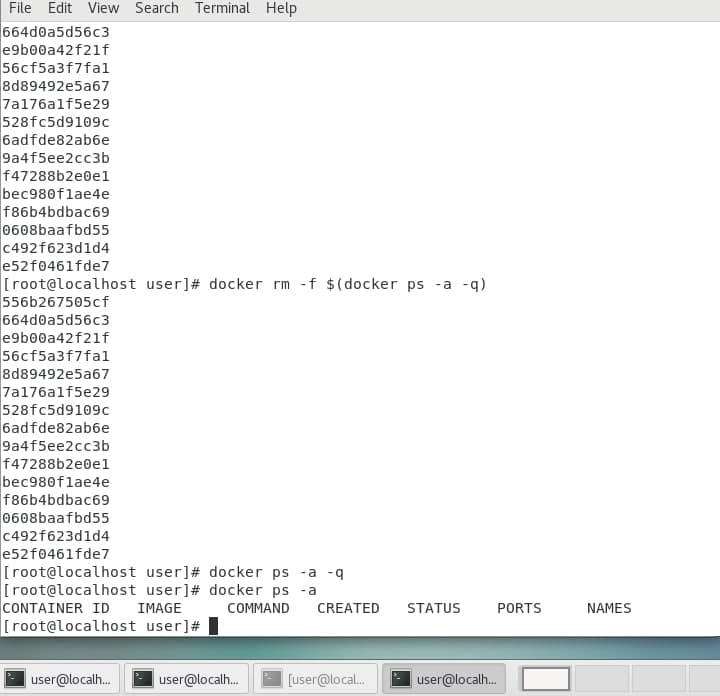 File Edit View Search Terminal Help
664d0a5d56c3
e9b00a42f21f
56cf5a3f7fa1
8d89492e5a67
7a176a1f5e29
528fc5d9109c
6adfde82ab6e
9a4f5ee2cc3b
f47288b2e0e1
bec980f1ae4e
f86b4bdbac69
0608baafbd55
c492f623d1d4
e52f0461fde7
[root@localhost user]# docker rm -f $(docker ps -a -q)
556b267505cf
664d0a5d56c3
e9b00a42f21f
56cf5a3f7fa1
8d89492e5a67
7a176a1f5e29
528fc5d9109c
6adfde82ab6e
9a4f5ee2cc3b
f47288b2e0e1
bec980f1ae4e
f86b4bdbac69
0608baafbd55
c492f623d1d4
e52f0461fde7
[root@localhost user]# docker ps -a -q
[root@localhost user]# docker ps -a
CONTAINER ID IMAGE COMMAND CREATED STATUS PORTS NAMES
[root@localhost user]#
user@localh... user@localh... [user@local... user@localh...